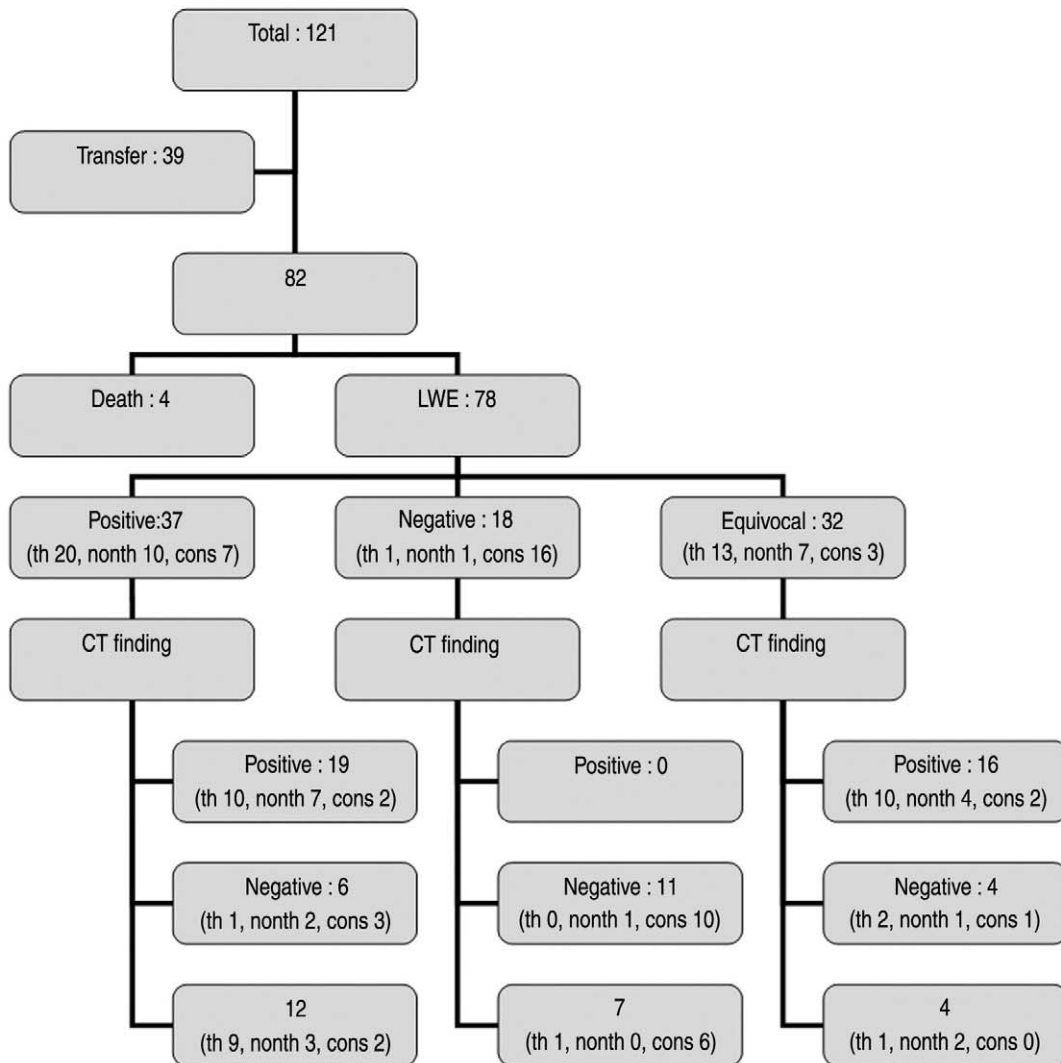 Total : 121
Transfer : 39
82
Death : 4
LWE : 78
Positive:37
(th 20, nonth 10, cons 7)
Negative : 18
(th 1, nonth 1, cons 16)
Equivocal : 32
(th 13, nonth 7, cons 3)
CT finding
CT finding
CT finding
Positive : 19
(th 10, nonth 7, cons 2)
Positive : 0
Positive : 16
(th 10, nonth 4, cons 2)
Negative : 6
(th 1, nonth 2, cons 3)
Negative : 11
(th 0, nonth 1, cons 10)
Negative : 4
(th 2, nonth 1, cons 1)
12
(th 9, nonth 3, cons 2)
7
(th 1, nonth 0, cons 6)
4
(th 1, nonth 2, cons 0)